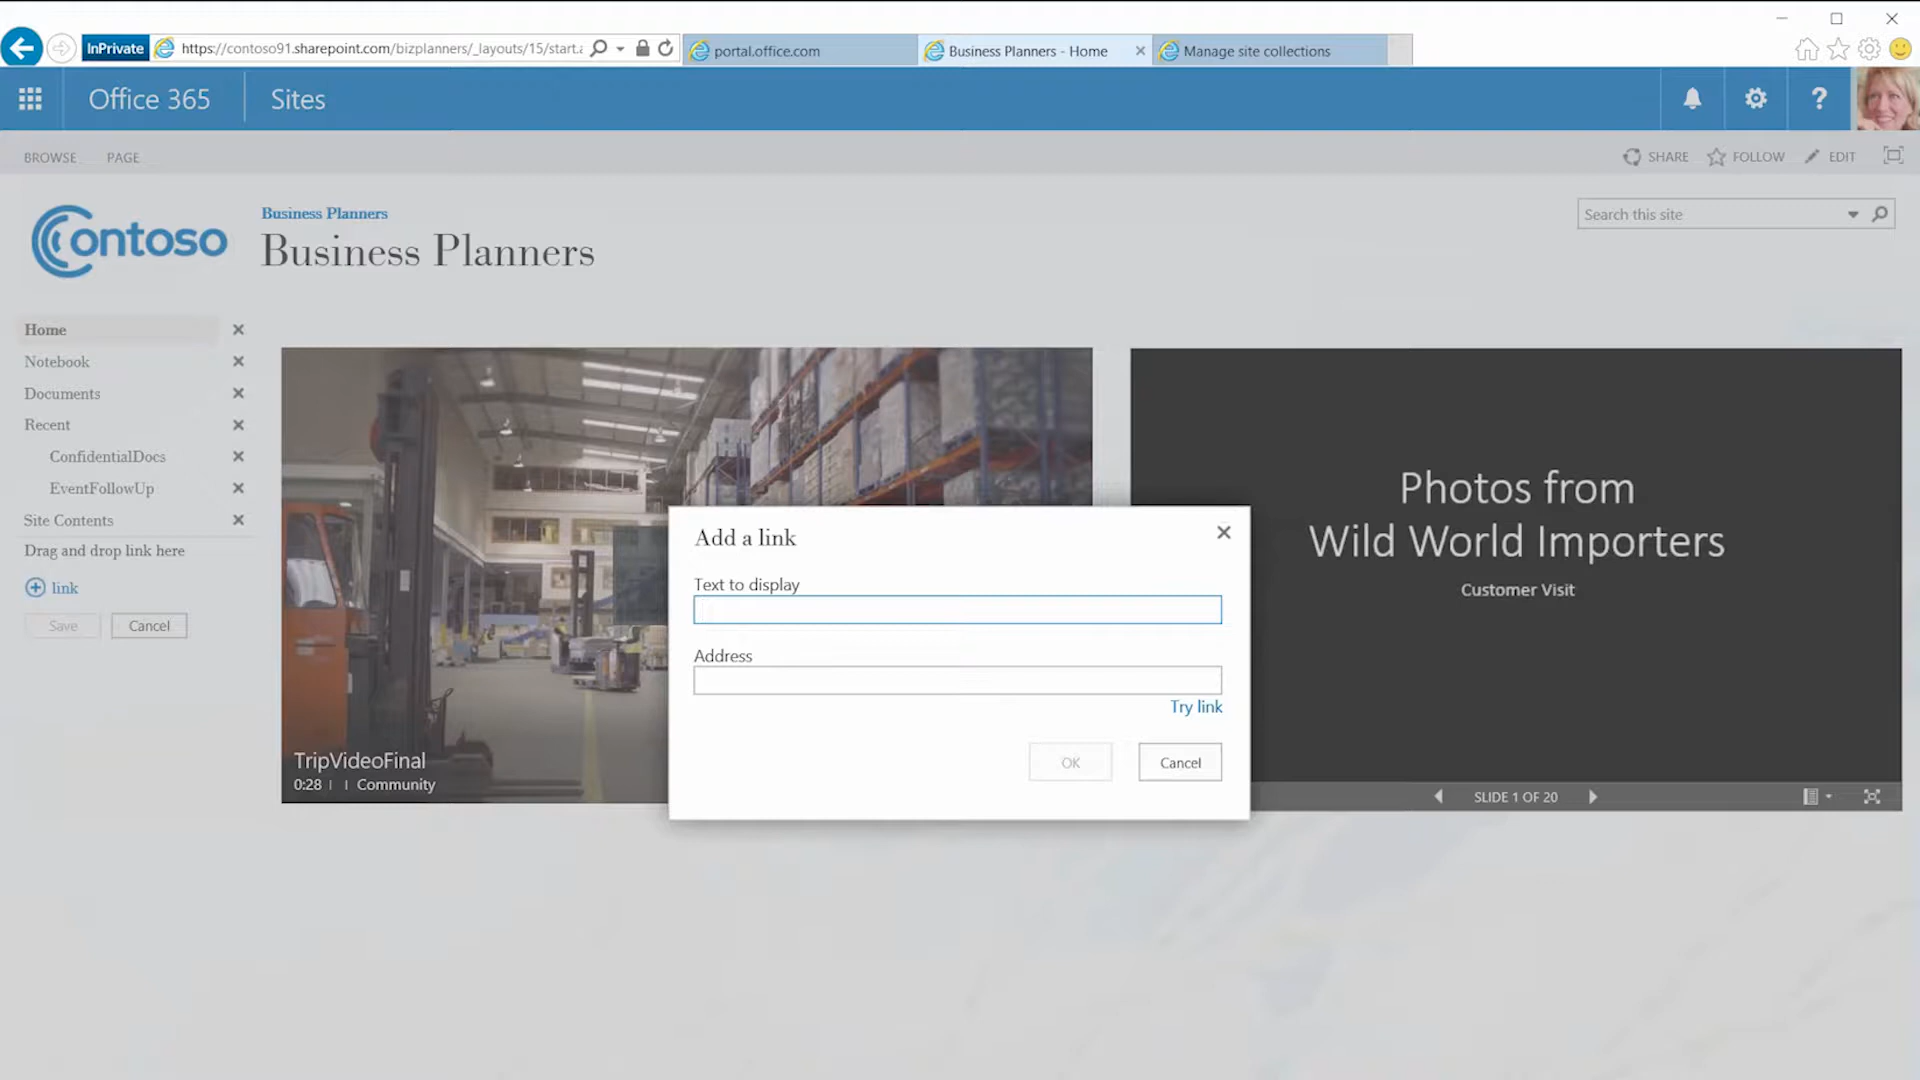 InPrivate
https://contoso91.sharepoint.com/bizplanners/_layouts/15/start.a
portal.office.com
Business Planners - Home
Manage site collections
Office 365
Sites
BROWSE
PAGE
SHARE
FOLLOW
EDIT
Contoso
Business Planners
Business Planners
Search this site
Home
Notebook
Documents
Recent
ConfidentialDocs
EventFollowUp
Site Contents
Drag and drop link here
link
Save
Cancel
TripVideoFinal
0:28 | | Community
Add a link
Text to display
Address
Try link
OK
Cancel
Photos from
Wild World Importers
Customer Visit
SLIDE 1 OF 20